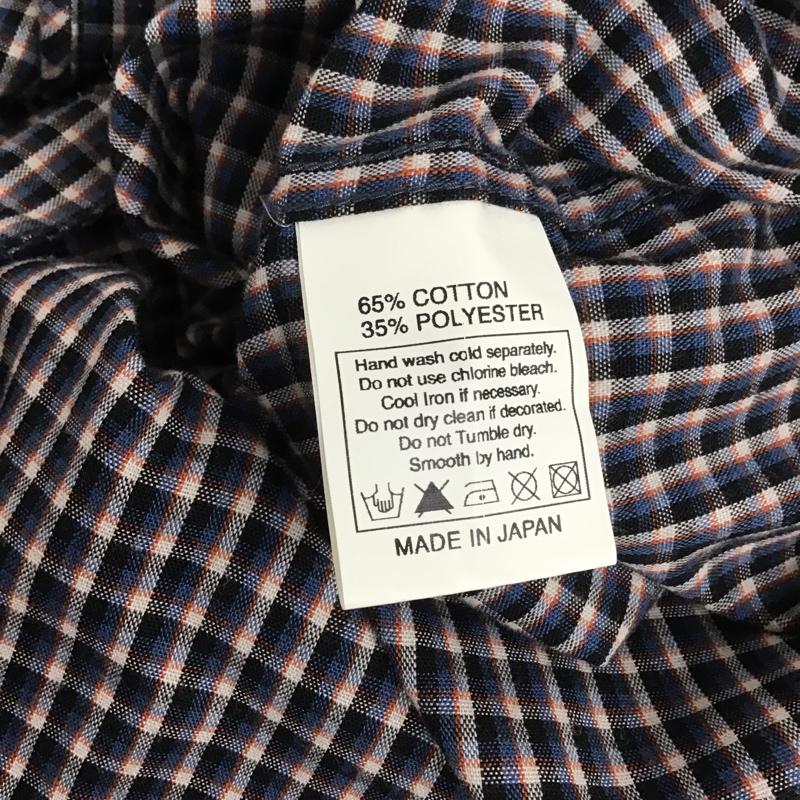 65% COTTON
35% POLYESTER
Hand wash cold separately.
Do not use chlorine bleach.
Cool Iron if necessary.
Do not dry clean if decorated.
Do not Tumble dry.
Smooth by hand.
MADE IN JAPAN